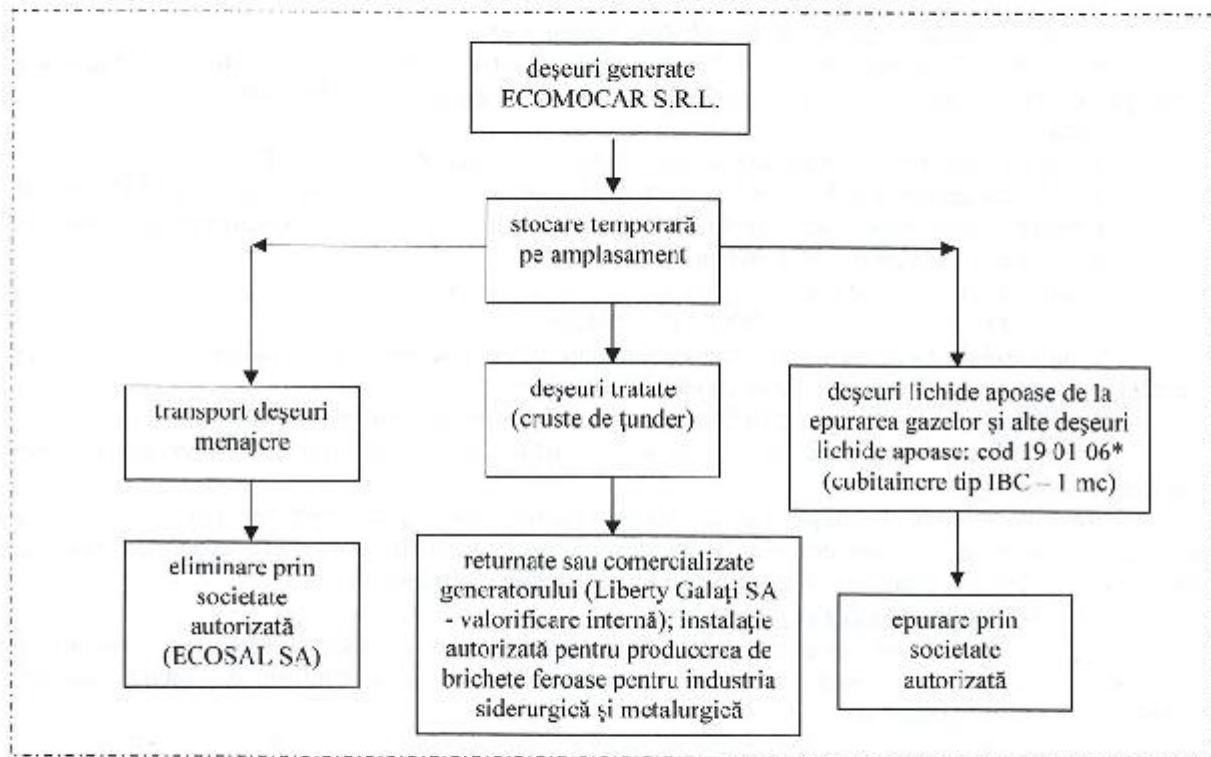 deşeuri generate
ECOMOCAR S.R.L.
stocare temporară
pe amplasament
transport deşeuri
menajere
deşeuri tratate
(cruste de ţunder)
deşeuri lichide apoase de la
epurarea gazelor şi alte deşeuri
lichide apoase: cod 19 01 06*
(cubitainere tip IBC – 1 mc)
eliminare prin
societate
autorizată
(ECOSAL SA)
returnate sau comercializate
generatorului (Liberty Galaţi SA
- valorificare internă); instalaţie
autorizată pentru producerea de
brichete feroase pentru industria
siderurgică şi metalurgică
epurare prin
societate
autorizată